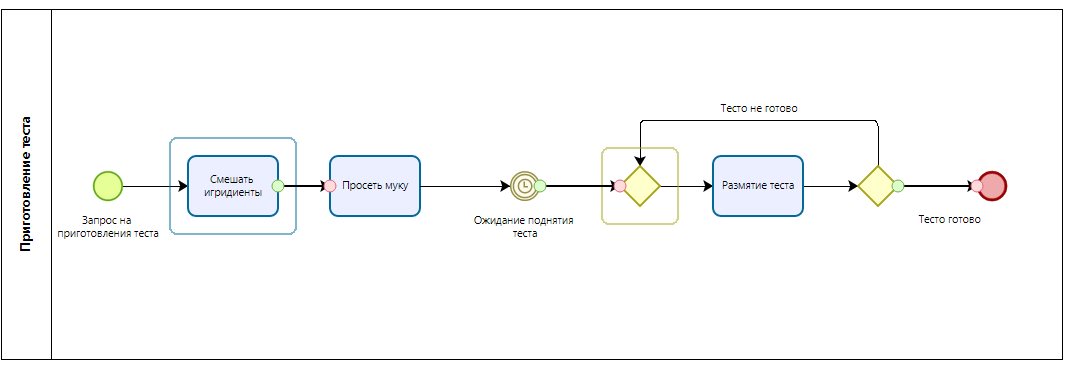 Приготовление теста
Запрос на
приготовления теста
Смешать
игридиенты
Просеть муку
Ожидание поднятия
теста
Тесто не готово
Размятие теста
Тесто готово